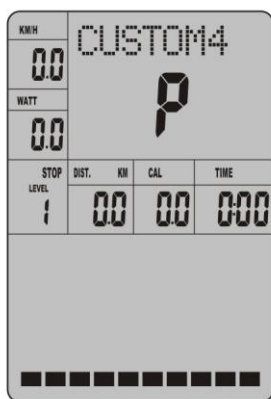 KM/H CUSTOM4
0.0
WATT P
0.0
STOP DIST. KM CAL TIME
LEVEL
1 0.0 0.0 0:00